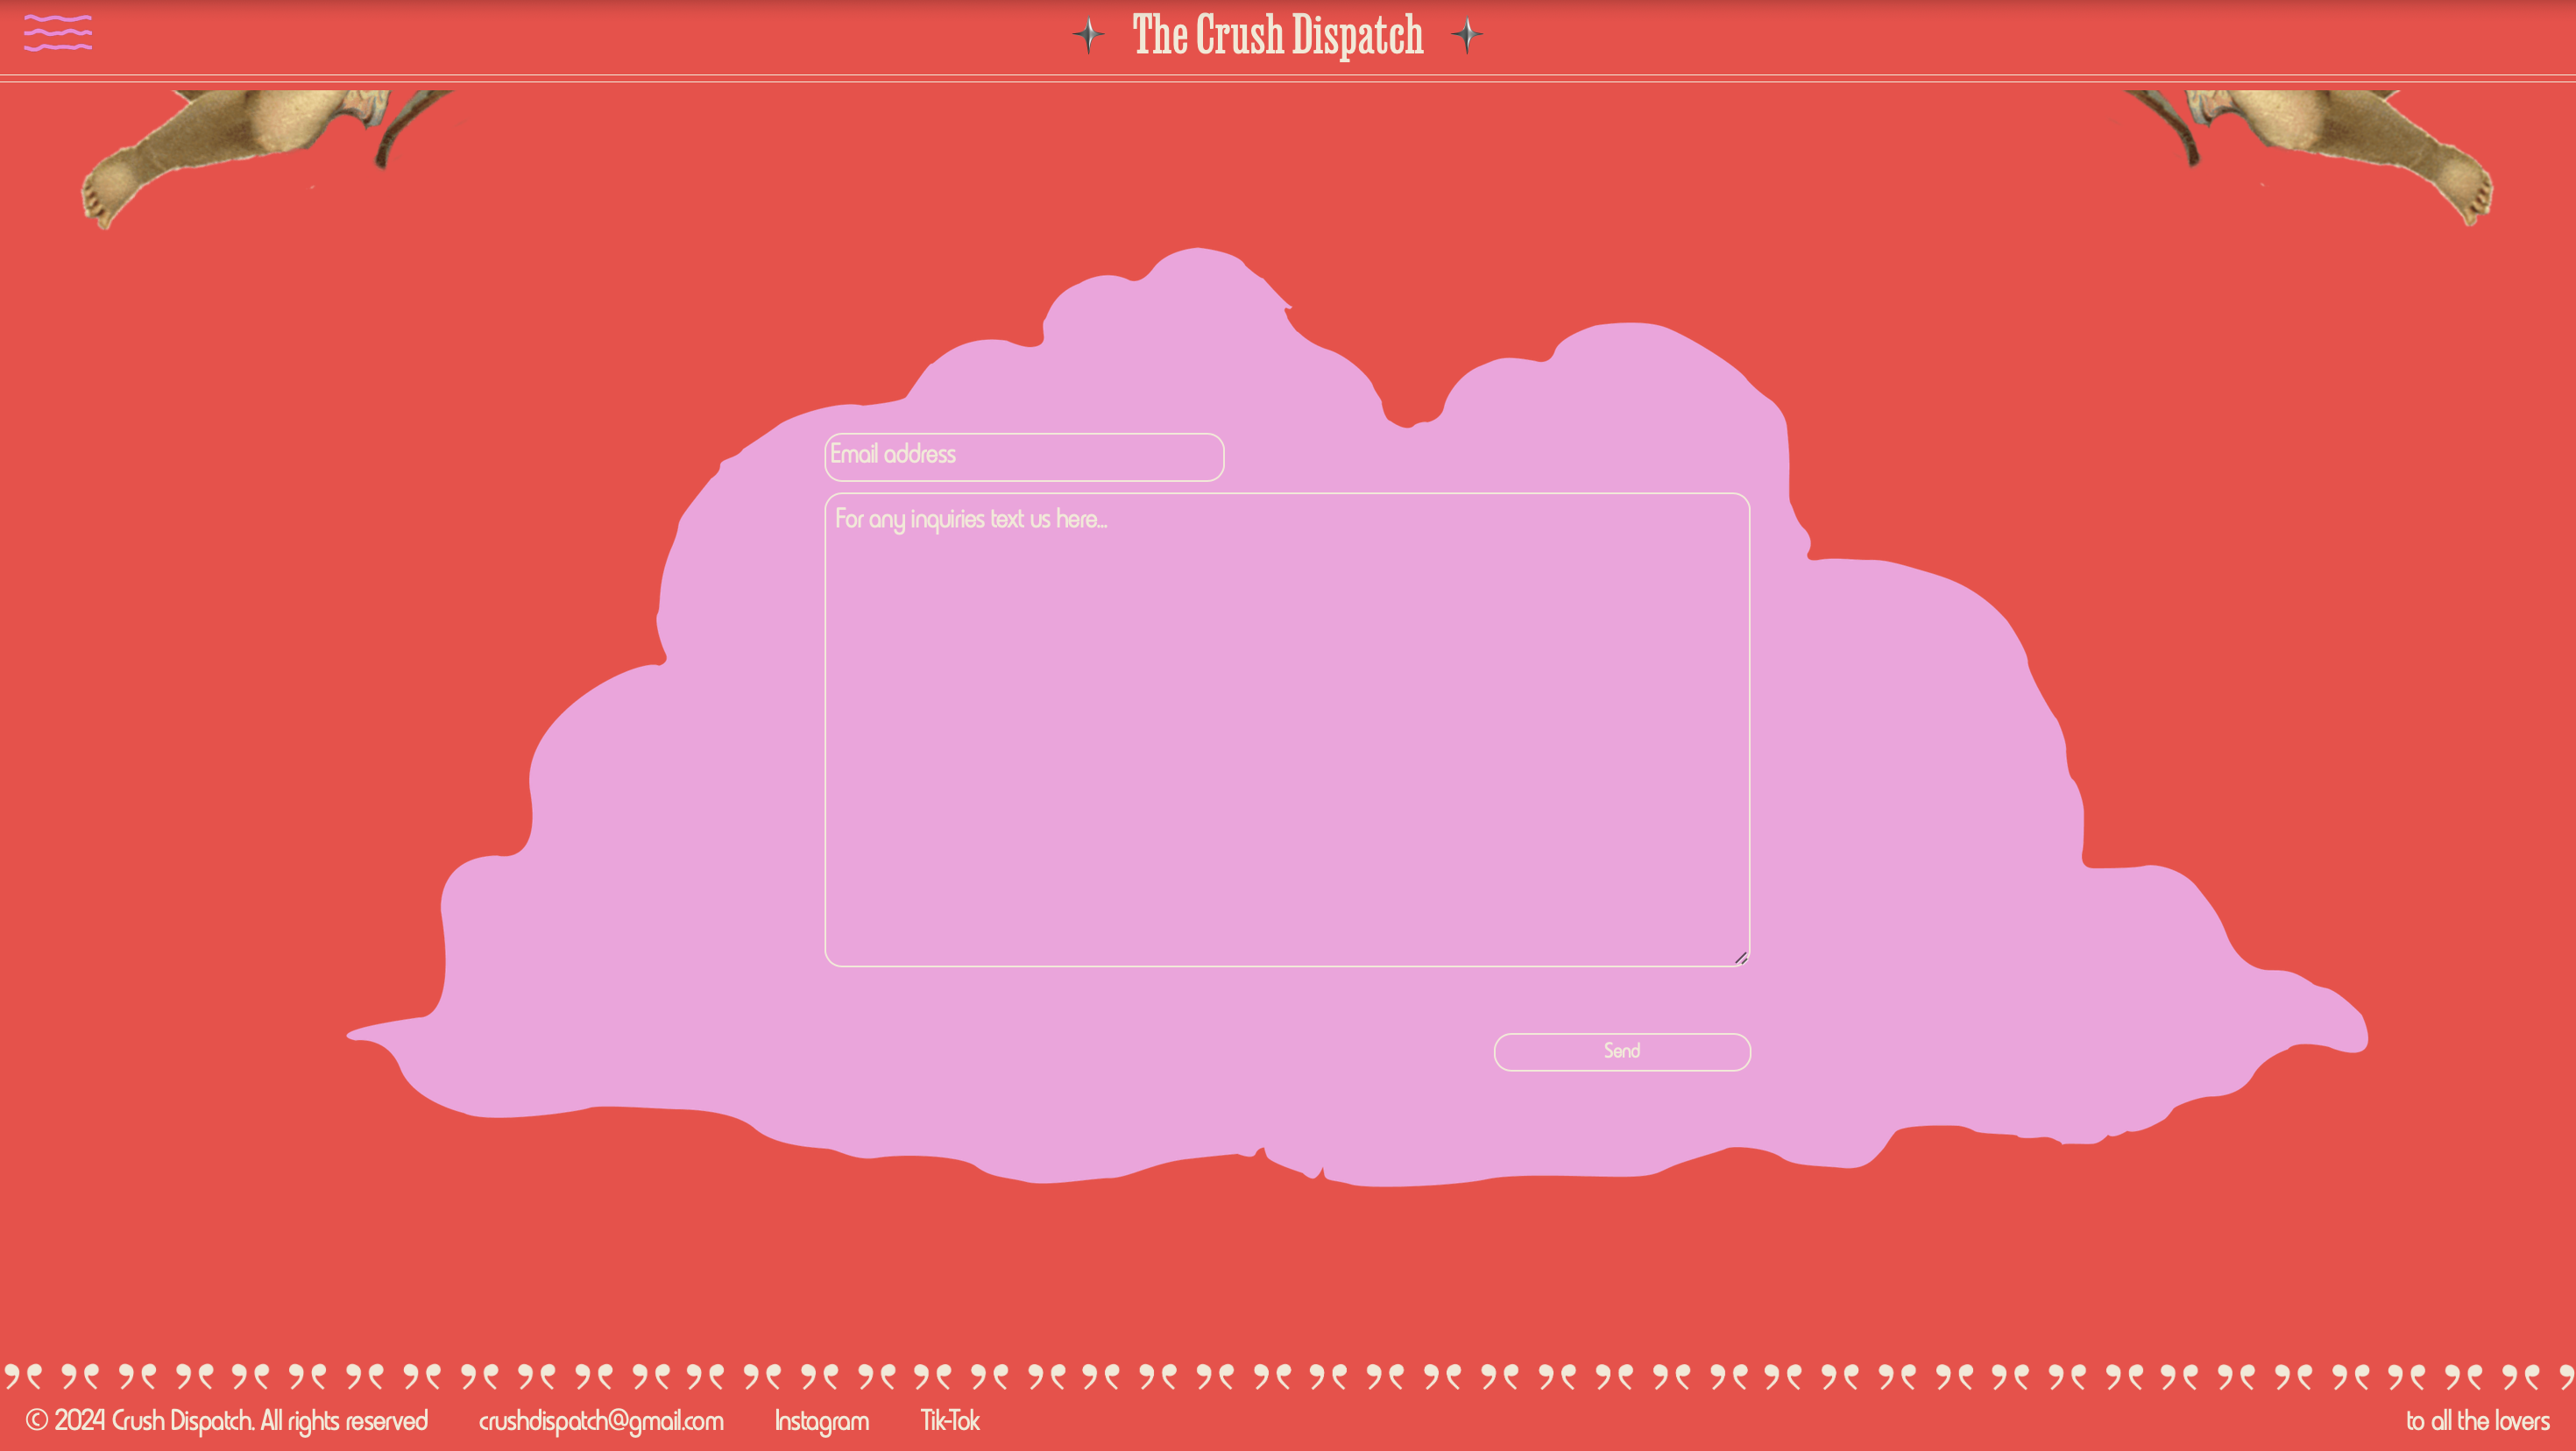 The Crush Dispatch
Email address
For any inquiries text us here...
Send
© 2024 Crush Dispatch. All rights reserved crushdispatch@gmail.com Instagram Tik-Tok to all the lovers